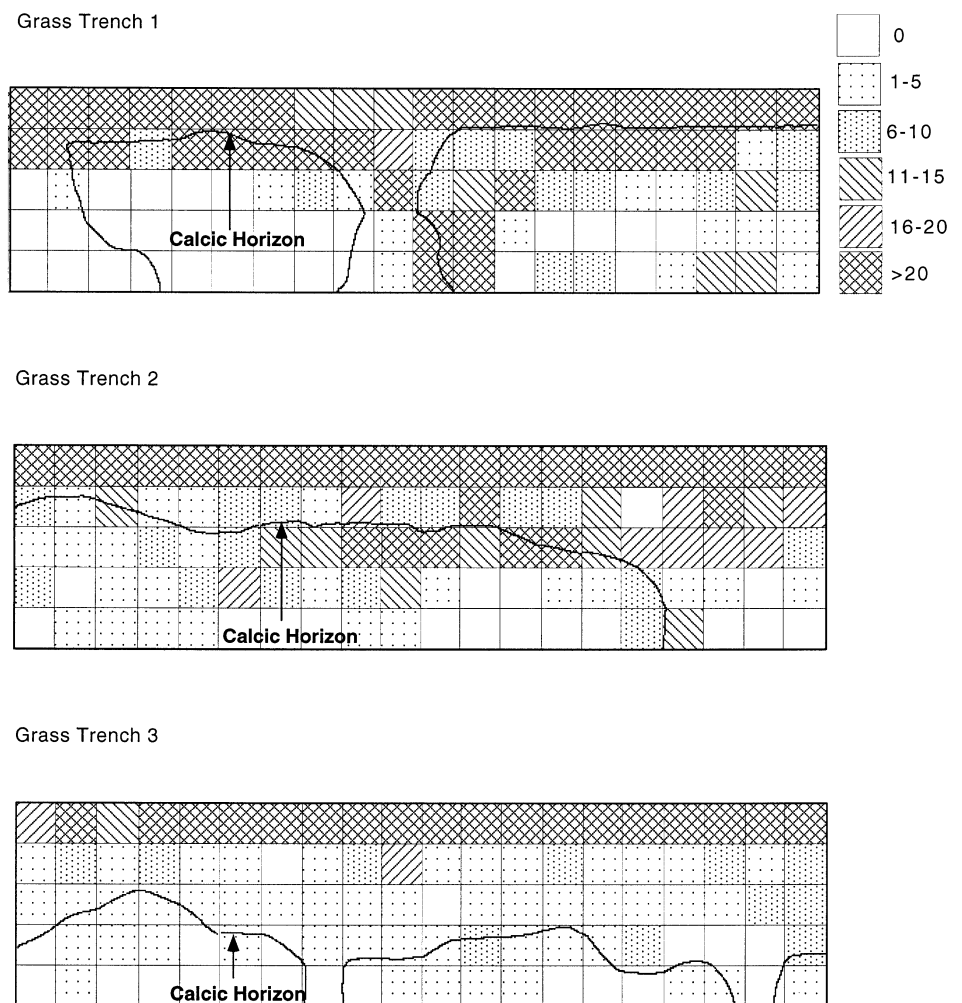 Grass Trench 1
0
1-5
6-10
11-15
16-20
>20
Calcic Horizon
Grass Trench 2
Calcic Horizon
Grass Trench 3
Calcic Horizon